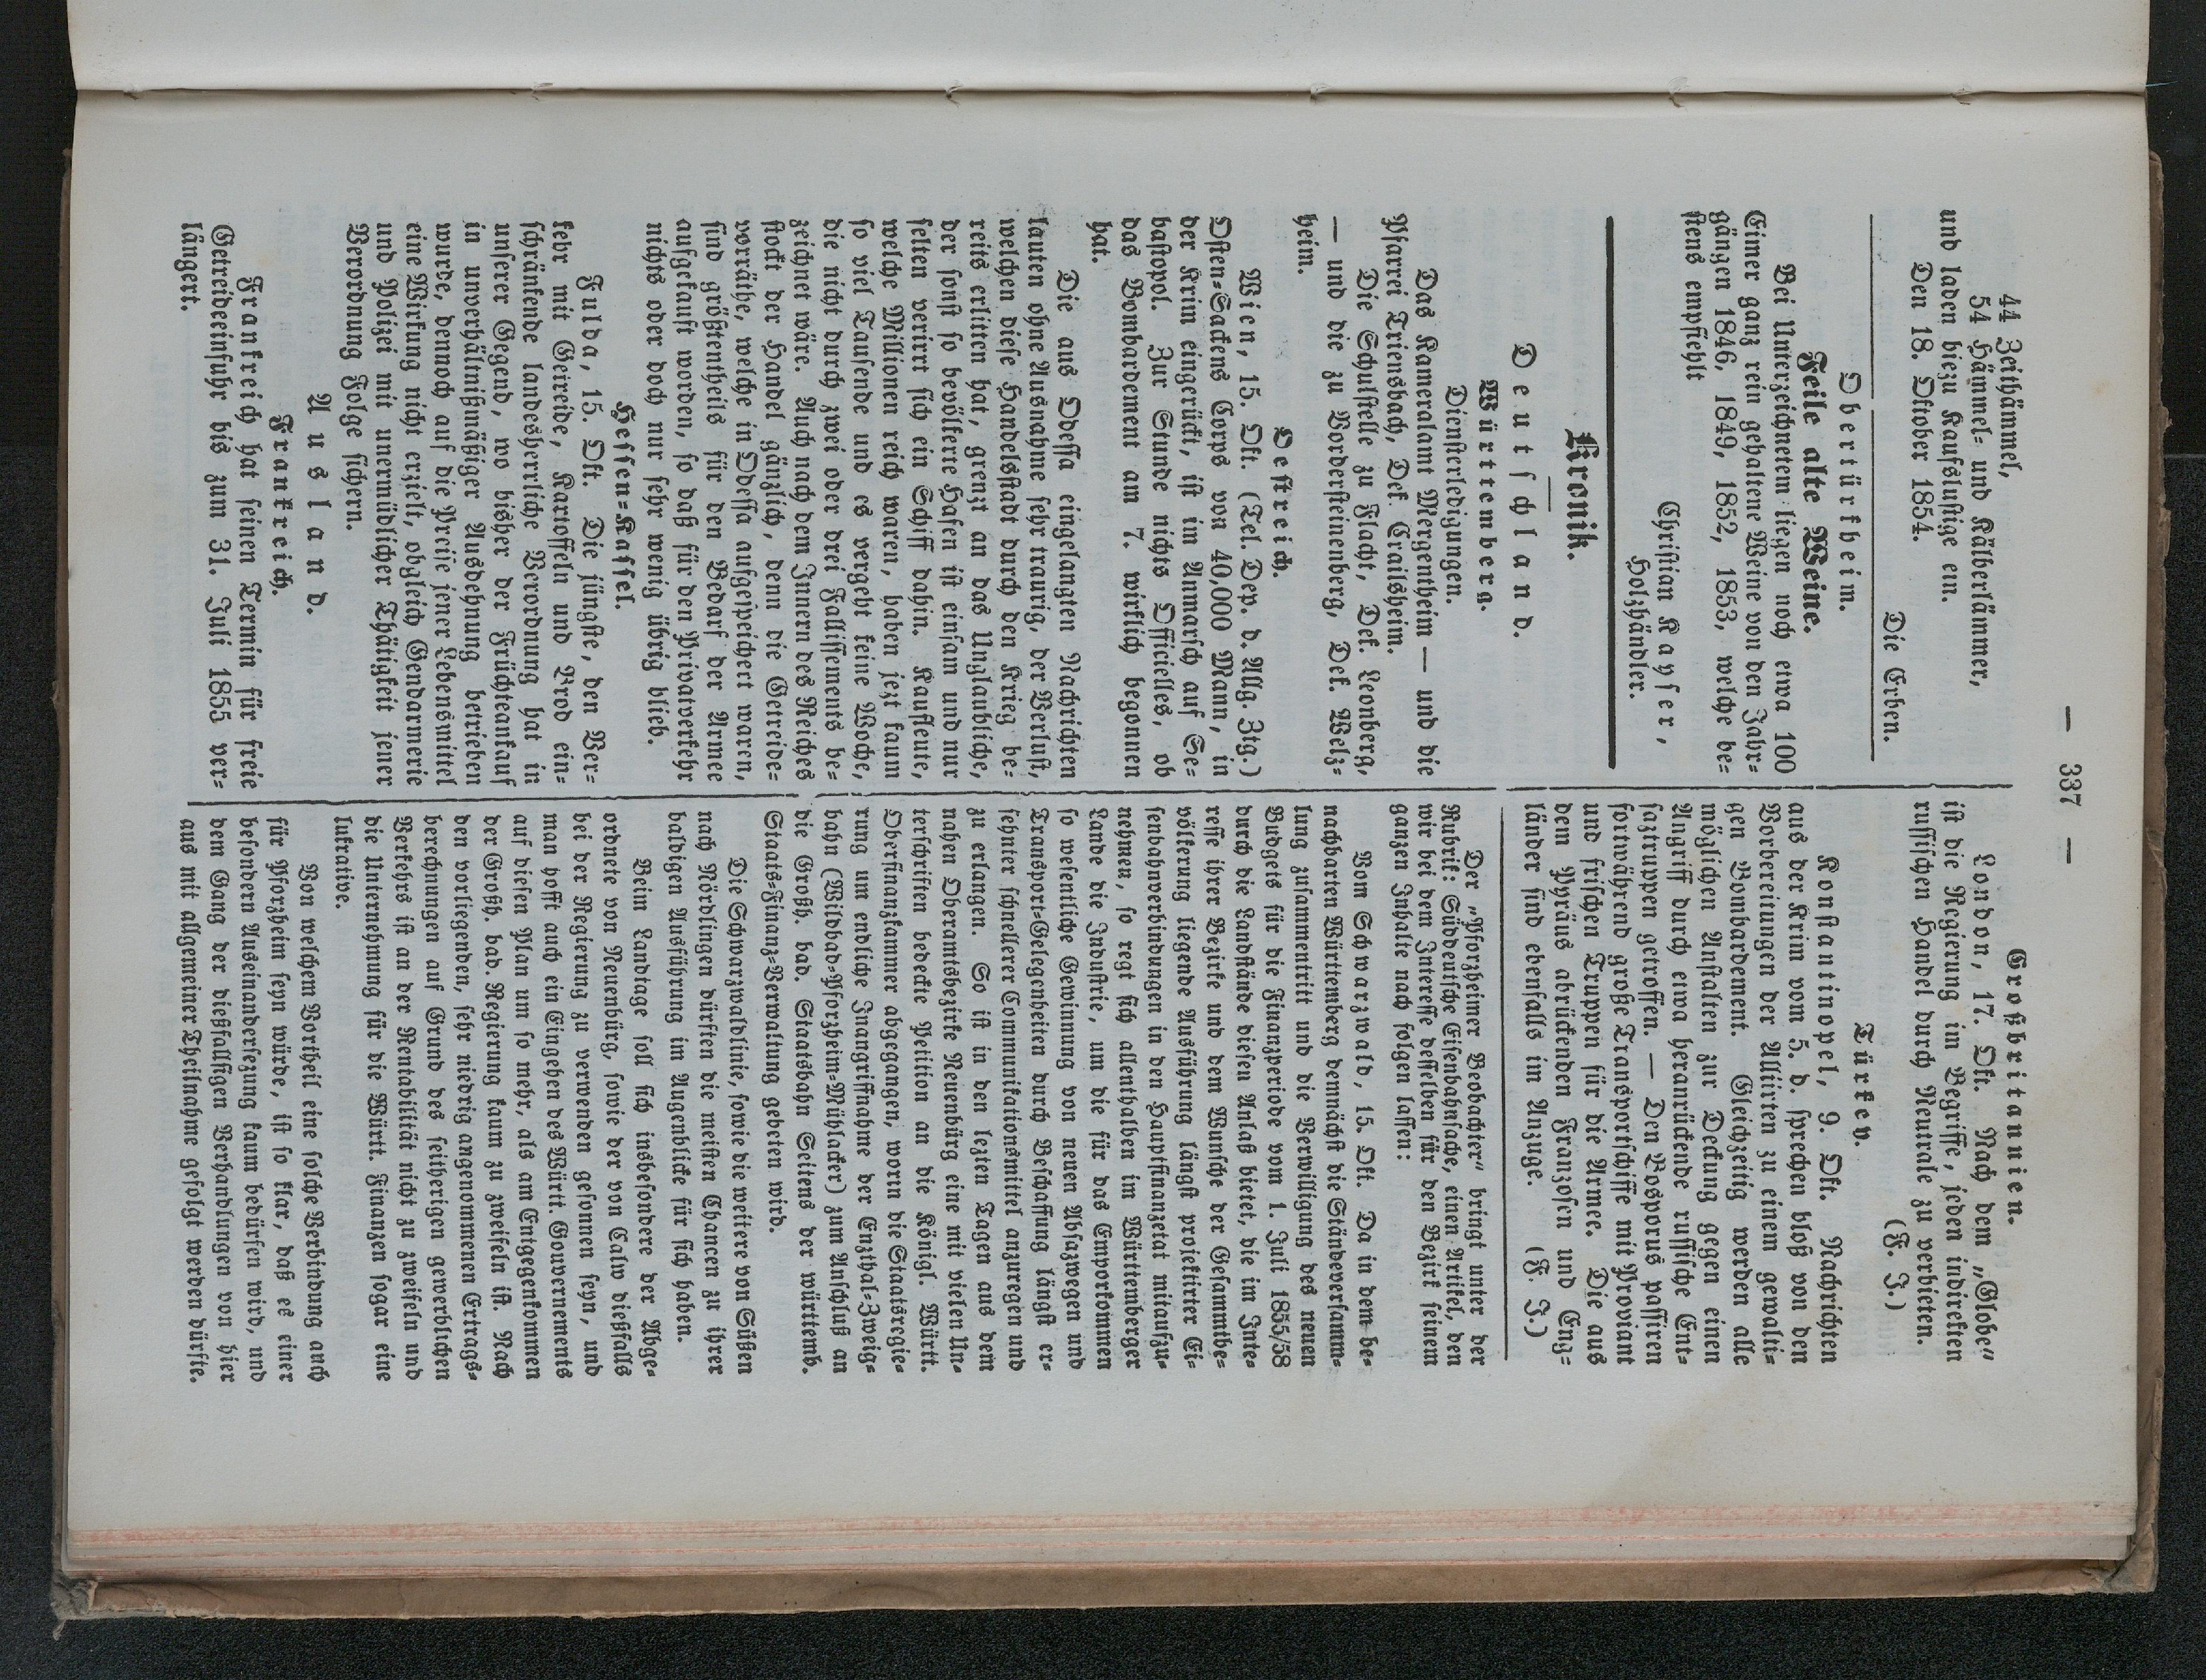 — 337 —
44 Zeithämmel,
54 Hämmel- und Kälberlämmer,
und laden hiezu Kaufslustige ein.
Den 18. Oktober 1854.
Die Erben.
Obertürkheim.
Feile alte Weine.
Bei Unterzeichnetem liegen noch etwa 100
Eimer ganz rein gehaltene Weine von den Jahr-
gängen 1846, 1849, 1852, 1853, welche be-
stens empfiehlt
Christian Kayser,
Holzhändler.
Kronik.
Deutschland.
Württemberg.
Diensterledigungen.
Das Kameralamt Mergentheim — und die
Pfarrei Triensbach, Dek. Crailsheim.
Die Schulstelle zu Flacht, Dek. Leonberg,
— und die zu Vordersteinenberg, Dek. Welz-
heim.
Oestreich.
Wien, 15. Okt. (Tel. Dep. d. Allg. Ztg.)
Osten-Sackens Corps von 40,000 Mann, in
der Krim eingerückt, ist im Anmarsch auf Se-
bastopol. Zur Stunde nichts Officielles, ob
das Bombardement am 7. wirklich begonnen
hat.
Die aus Odessa eingelangten Nachrichten
lauten ohne Ausnahme sehr traurig, der Verlust,
welchen diese Handelsstadt durch den Krieg be-
reits erlitten hat, grenzt an das Unglaubliche,
der sonst so bevölkerte Hafen ist einsam und nur
selten verirrt sich ein Schiff dahin. Kaufleute,
welche Millionen reich waren, haben jezt kaum
so viel Tausende und es vergeht keine Woche,
die nicht durch zwei oder drei Fallissements be-
zeichnet wäre. Auch nach dem Innern des Reiches
stockt der Handel gänzlich, denn die Getreide-
vorräthe, welche in Odessa aufgespeichert waren,
sind größtentheils für den Bedarf der Armee
aufgekauft worden, so daß für den Privatverkehr
nichts oder doch nur sehr wenig übrig blieb.
Hessen-Kassel.
Fulda, 15. Okt. Die jüngste, den Ver-
kehr mit Getreide, Kartoffeln und Brod ein-
schränkende landesherrliche Verordnung hat in
unserer Gegend, wo bisher der Früchteankauf
in unverhältnißmäßiger Ausdehnung betrieben
wurde, dennoch auf die Preise jener Lebensmittel
eine Wirkung nicht erzielt, obgleich Gendarmerie
und Polizei mit unermüdlicher Thätigkeit jener
Verordnung Folge sichern.
Ausland.
Frankreich.
Frankreich hat seinen Termin für freie
Getreideeinfuhr bis zum 31. Juli 1855 ver-
längert.
Großbritannien.
London, 17. Okt. Nach dem „Globe“
ist die Regierung im Begriffe, jeden indirekten
russischen Handel durch Neutrale zu verbieten.
(F. J.)
Türkey.
Konstantinopel, 9. Okt. Nachrichten
aus der Krim vom 5. d. sprechen bloß von den
Vorbereitungen der Alliirten zu einem gewalti-
gen Bombardement. Gleichzeitig werden alle
möglichen Anstalten zur Deckung gegen einen
Angriff durch etwa heranrückende russische Ent-
saztruppen getroffen. — Den Bosporus passiren
fortwährend große Transportschiffe mit Proviant
und frischen Truppen für die Armee. Die aus
dem Pyräus abrückenden Franzosen und Eng-
länder sind ebenfalls im Anzuge. (F. J.)
Der „Pforzheimer Beobachter“ bringt unter der
Rubrik: Süddeutsche Eisenbahnsache, einen Artikel, den
wir bei dem Interesse desselben für den Bezirk seinem
ganzen Inhalte nach folgen lassen:
Vom Schwarzwald, 15. Okt. Da in dem be-
nachbarten Württemberg demnächst die Ständeversamm-
lung zusammentritt und die Verwilligung des neuen
Budgets für die Finanzperiode vom 1. Juli 1855/58
durch die Landstände diesen Anlaß bietet, die im Inte-
resse ihrer Bezirke und dem Wunsche der Gesammtbe-
völkerung liegende Ausführung längst projektirter Ei-
senbahnverbindungen in den Hauptfinanzetat mitaufzu-
nehmen, so regt sich allenthalben im Württemberger
Lande die Industrie, um die für das Emporkommen
so wesentliche Gewinnung von neuen Absazwegen und
Transport-Gelegenheiten durch Beschaffung längst er-
sehnter schnellerer Communikationsmittel anzuregen und
zu erlangen. So ist in den lezten Tagen aus dem
nahen Oberamtsbezirke Neuenbürg eine mit vielen Un-
terschriften bedeckte Petition an die Königl. Württ.
Oberfinanzkammer abgegangen, worin die Staatsregie-
rung um endliche Inangriffnahme der Enzthal-Zweig-
bahn (Wildbad-Pforzheim-Mühlacker) zum Anschluß an
die Großh. bad. Staatsbahn Seitens der württemb.
Staats-Finanz-Verwaltung gebeten wird.
Die Schwarzwaldlinie, sowie die weitere von Süßen
nach Nördlingen dürften die meisten Chancen zu ihrer
baldigen Ausführung im Augenblicke für sich haben.
Beim Landtage soll sich insbesondere der Abge-
ordnete von Neuenbürg, sowie der von Calw dießfalls
bei der Regierung zu verwenden gesonnen seyn, und
man hofft auch ein Eingehen des Württ. Gouvernements
auf diesen Plan um so mehr, als am Entgegenkommen
der Großh. bad. Regierung kaum zu zweifeln ist. Nach
den vorliegenden, sehr niedrig angenommenen Ertrags-
berechnungen auf Grund des seitherigen gewerblichen
Verkehrs ist an der Rentabilität nicht zu zweifeln und
die Unternehmung für die Württ. Finanzen sogar eine
lukrative.
Von welchem Vortheil eine solche Verbindung auch
für Pforzheim seyn würde, ist so klar, daß es einer
besondern Auseinandersezung kaum bedürfen wird, und
dem Gang der dießfallsigen Verhandlungen von hier
aus mit allgemeiner Theilnahme gefolgt werden dürfte.